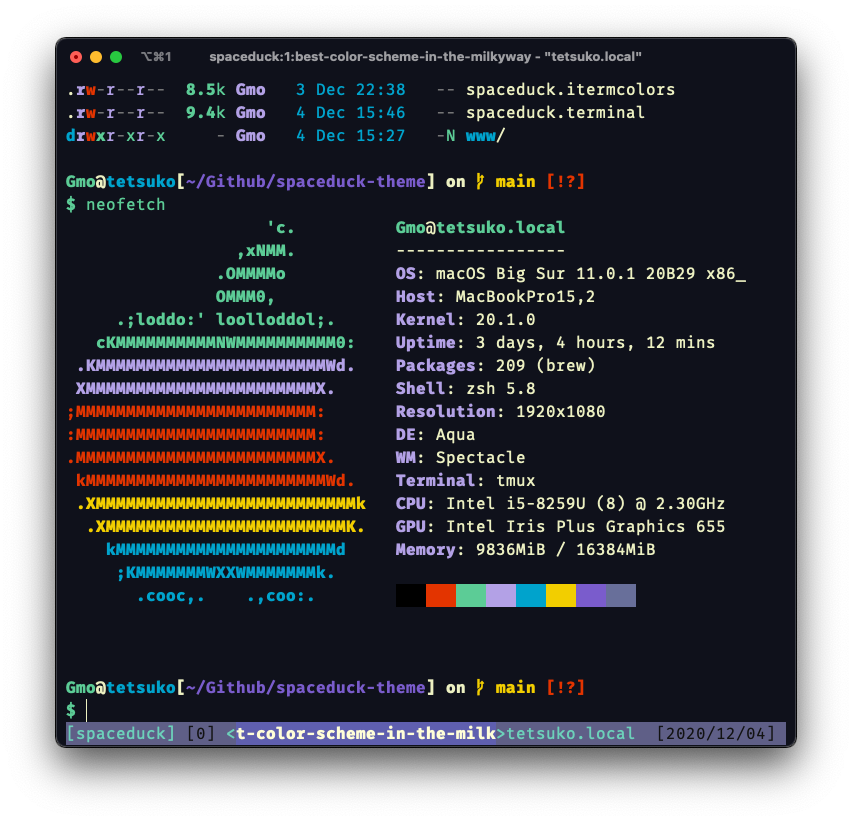 ⌥⌘1 spaceduck:1:best-color-scheme-in-the-milkyway - "tetsuko.local"
.rw-r--r-- 8.5k Gmo 3 Dec 22:38 -- spaceduck.itermcolors
.rw-r--r-- 9.4k Gmo 4 Dec 15:46 -- spaceduck.terminal
drwxr-xr-x - Gmo 4 Dec 15:27 -N www/
Gmo@tetsuko[~/Github/spaceduck-theme] on main [!?]
$ neofetch
'c. Gmo@tetsuko.local
,xNMM. -----------------
.OMMMMo OS: macOS Big Sur 11.0.1 20B29 x86_
OMMM0, Host: MacBookPro15,2
.;loddo:' loolloddol;. Kernel: 20.1.0
cKMMMMMMMMMMNWMMMMMMMMMM0: Uptime: 3 days, 4 hours, 12 mins
.KMMMMMMMMMMMMMMMMMMMMMMMWd. Packages: 209 (brew)
XMMMMMMMMMMMMMMMMMMMMMMMX. Shell: zsh 5.8
;MMMMMMMMMMMMMMMMMMMMMMMM: Resolution: 1920x1080
:MMMMMMMMMMMMMMMMMMMMMMMM: DE: Aqua
.MMMMMMMMMMMMMMMMMMMMMMMMX. WM: Spectacle
kMMMMMMMMMMMMMMMMMMMMMMMMWd. Terminal: tmux
.XMMMMMMMMMMMMMMMMMMMMMMMMMMk CPU: Intel i5-8259U (8) @ 2.30GHz
.XMMMMMMMMMMMMMMMMMMMMMMMMK. GPU: Intel Iris Plus Graphics 655
kMMMMMMMMMMMMMMMMMMMMMMd Memory: 9836MiB / 16384MiB
;KMMMMMMMWXXWMMMMMMMk.
.cooc,. .,coo:.
Gmo@tetsuko[~/Github/spaceduck-theme] on main [!?]
$
[spaceduck] [0] <t-color-scheme-in-the-milk>tetsuko.local [2020/12/04]